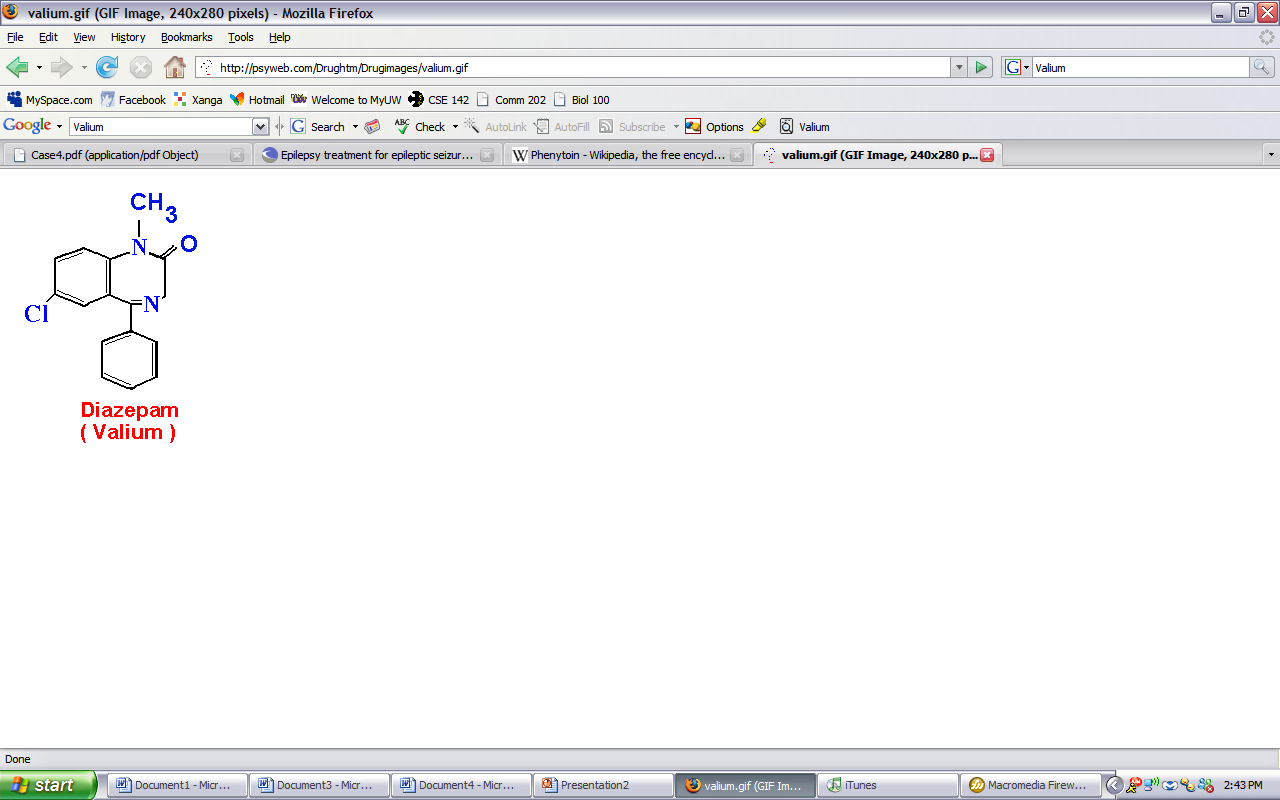 valium.gif (GIF Image, 240x280 pixels) - Mozilla Firefox
File Edit View History Bookmarks Tools Help
http://psyweb.com/Drughtm/Drugimages/valium.gif G Valium
MySpace.com Facebook Xanga Hotmail Welcome to MyUW CSE 142 Comm 202 Biol 100
Google Valium G Search ABC Check AutoLink AutoFill Subscribe Options Valium
Case4.pdf (application/pdf Object) Epilepsy treatment for epileptic seizur... W Phenytoin - Wikipedia, the free encycl... valium.gif (GIF Image, 240x280 p...
CH3
N O
Cl N
Diazepam
( Valium )
Done
start Document1 - Micr... Document3 - Micr... Document4 - Micr... Presentation2 valium.gif (GIF Im... iTunes Macromedia Firew... 2:43 PM